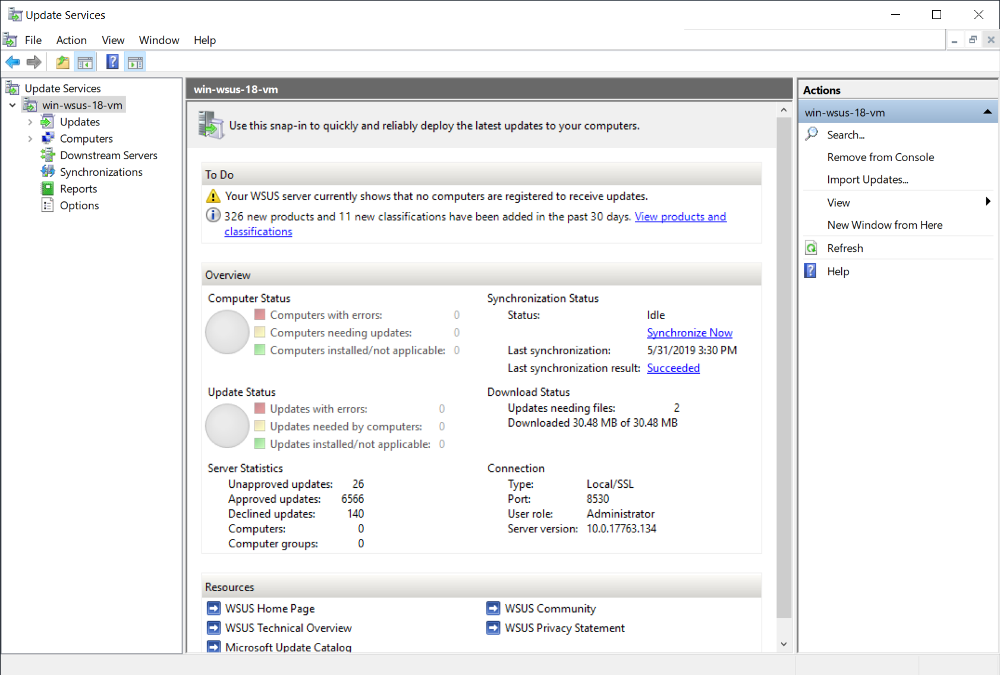 Update Services
File Action View Window Help
Update Services
win-wsus-18-vm
Updates
Computers
Downstream Servers
Synchronizations
Reports
Options
win-wsus-18-vm
Use this snap-in to quickly and reliably deploy the latest updates to your computers.
To Do
Your WSUS server currently shows that no computers are registered to receive updates.
326 new products and 11 new classifications have been added in the past 30 days. View products and
classifications
Overview
Computer Status
Computers with errors: 0
Computers needing updates: 0
Computers installed/not applicable: 0
Synchronization Status
Status: Idle
Synchronize Now
Last synchronization: 5/31/2019 3:30 PM
Last synchronization result: Succeeded
Update Status
Updates with errors: 0
Updates needed by computers: 0
Updates installed/not applicable: 0
Download Status
Updates needing files: 2
Downloaded 30.48 MB of 30.48 MB
Server Statistics
Unapproved updates: 26
Approved updates: 6566
Declined updates: 140
Computers: 0
Computer groups: 0
Connection
Type: Local/SSL
Port: 8530
User role: Administrator
Server version: 10.0.17763.134
Resources
WSUS Home Page
WSUS Technical Overview
Microsoft Update Catalog
WSUS Community
WSUS Privacy Statement
Actions
win-wsus-18-vm
Search...
Remove from Console
Import Updates...
View
New Window from Here
Refresh
Help